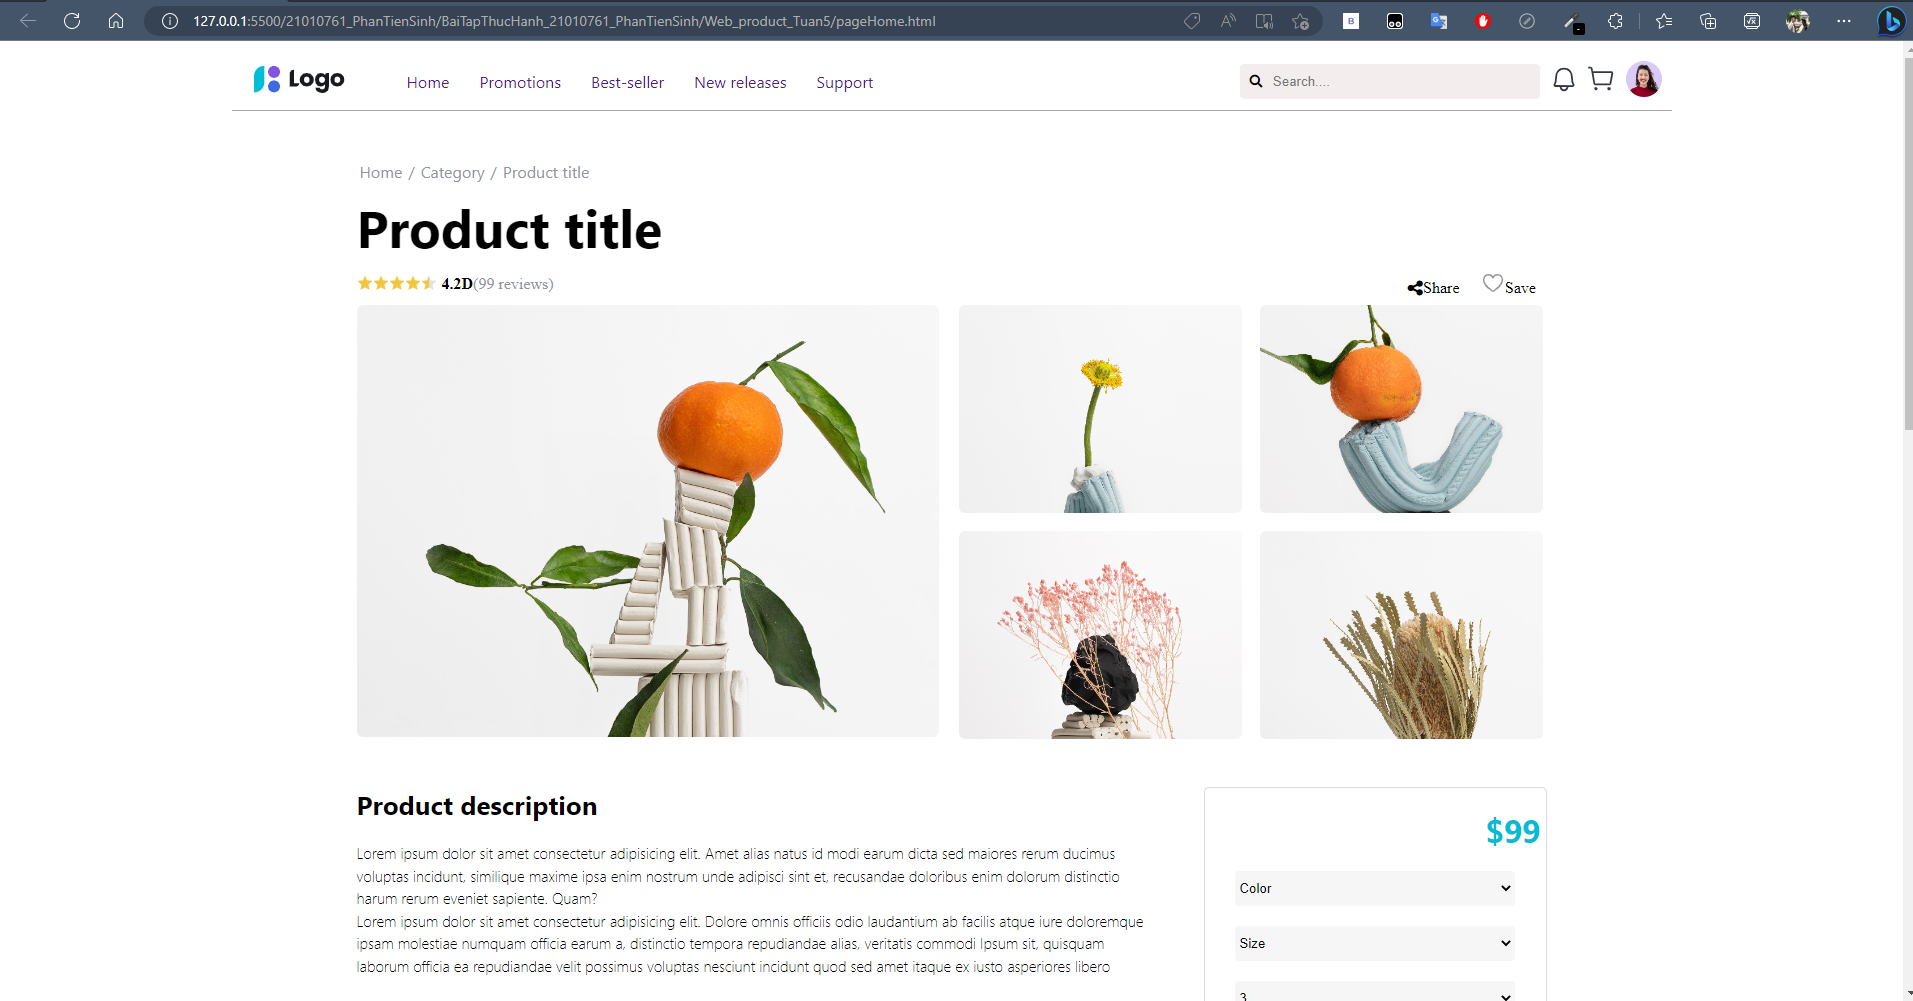 127.0.0.1:5500/21010761_PhanTienSinh/BaiTapThucHanh_21010761_PhanTienSinh/Web_product_Tuan5/pageHome.html
Logo Home Promotions Best-seller New releases Support Search....
Home / Category / Product title
Product title
4.2D(99 reviews) Share Save
Product description
$99
Lorem ipsum dolor sit amet consectetur adipisicing elit. Amet alias natus id modi earum dicta sed maiores rerum ducimus
voluptas incidunt, similique maxime ipsa enim nostrum unde adipisci sint et, recusandae doloribus enim dolorum distinctio
harum rerum eveniet sapiente. Quam?
Lorem ipsum dolor sit amet consectetur adipisicing elit. Dolore omnis officiis odio laudantium ab facilis atque iure doloremque
ipsam molestiae numquam officia earum a, distinctio tempora repudiandae alias, veritatis commodi Ipsum sit, quisquam
laborum officia ea repudiandae velit possimus voluptas nesciunt incidunt quod sed amet itaque ex iusto asperiores libero
Color
Size
3